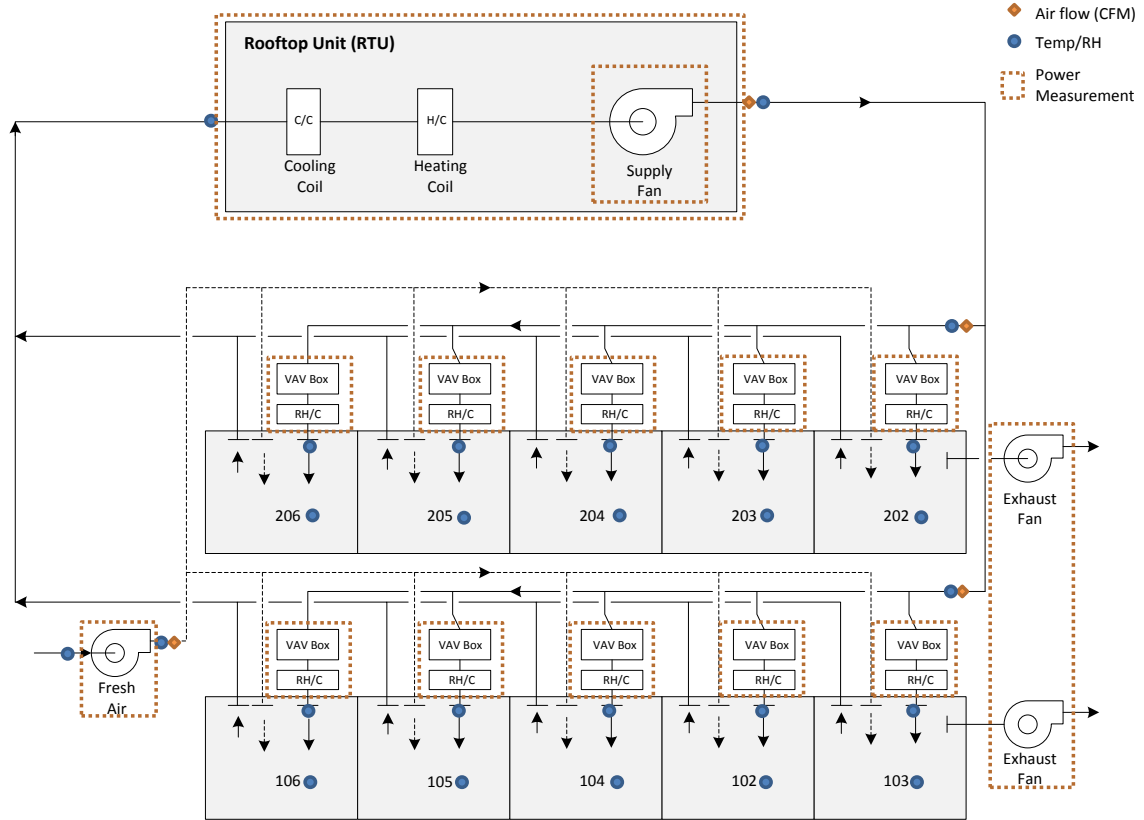 Air flow (CFM)
Temp/RH
Power
Measurement
Rooftop Unit (RTU)
C/C
H/C
Cooling
Coil
Heating
Coil
Supply
Fan
VAV Box
VAV Box
VAV Box
VAV Box
VAV Box
RH/C
RH/C
RH/C
RH/C
RH/C
206
205
204
203
202
Exhaust
Fan
VAV Box
VAV Box
VAV Box
VAV Box
VAV Box
RH/C
RH/C
RH/C
RH/C
RH/C
Fresh
Air
106
105
104
102
103
Exhaust
Fan